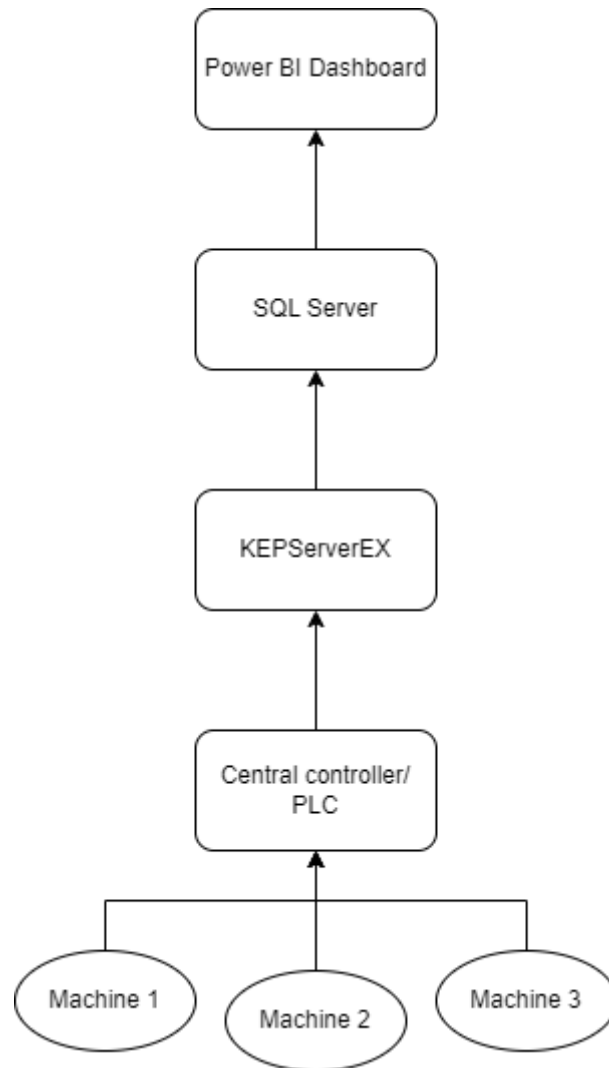 Power BI Dashboard
SQL Server
KEPServerEX
Central controller/
PLC
Machine 1
Machine 2
Machine 3